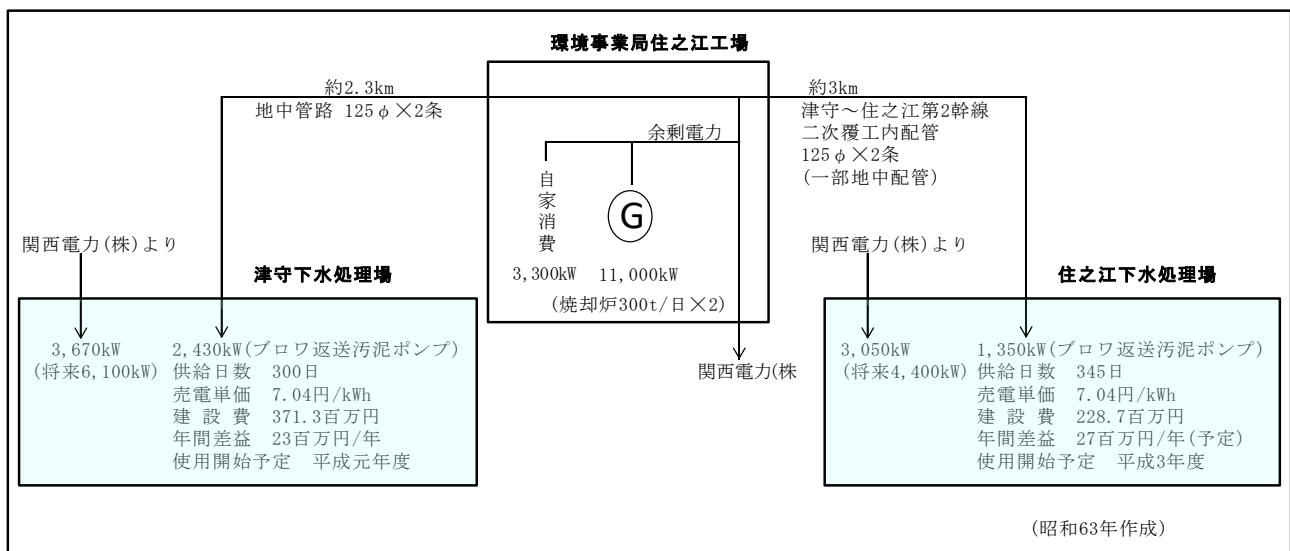 環境事業局住之江工場
約2.3km
地中管路 125φ×2条
約3km
津守～住之江第2幹線
二次覆工内配管
125φ×2条
(一部地中配管)
余剰電力
自家消費
G
3,300kW 11,000kW
(焼却炉300t/日×2)
関西電力(株
関西電力(株)より
津守下水処理場
3,670kW
(将来6,100kW)
2,430kW(ブロワ返送汚泥ポンプ)
供給日数 300日
売電単価 7.04円/kWh
建 設 費 371.3百万円
年間差益 23百万円/年
使用開始予定 平成元年度
関西電力(株)より
住之江下水処理場
3,050kW
(将来4,400kW)
1,350kW(ブロワ返送汚泥ポンプ)
供給日数 345日
売電単価 7.04円/kWh
建 設 費 228.7百万円
年間差益 27百万円/年(予定)
使用開始予定 平成3年度
(昭和63年作成)